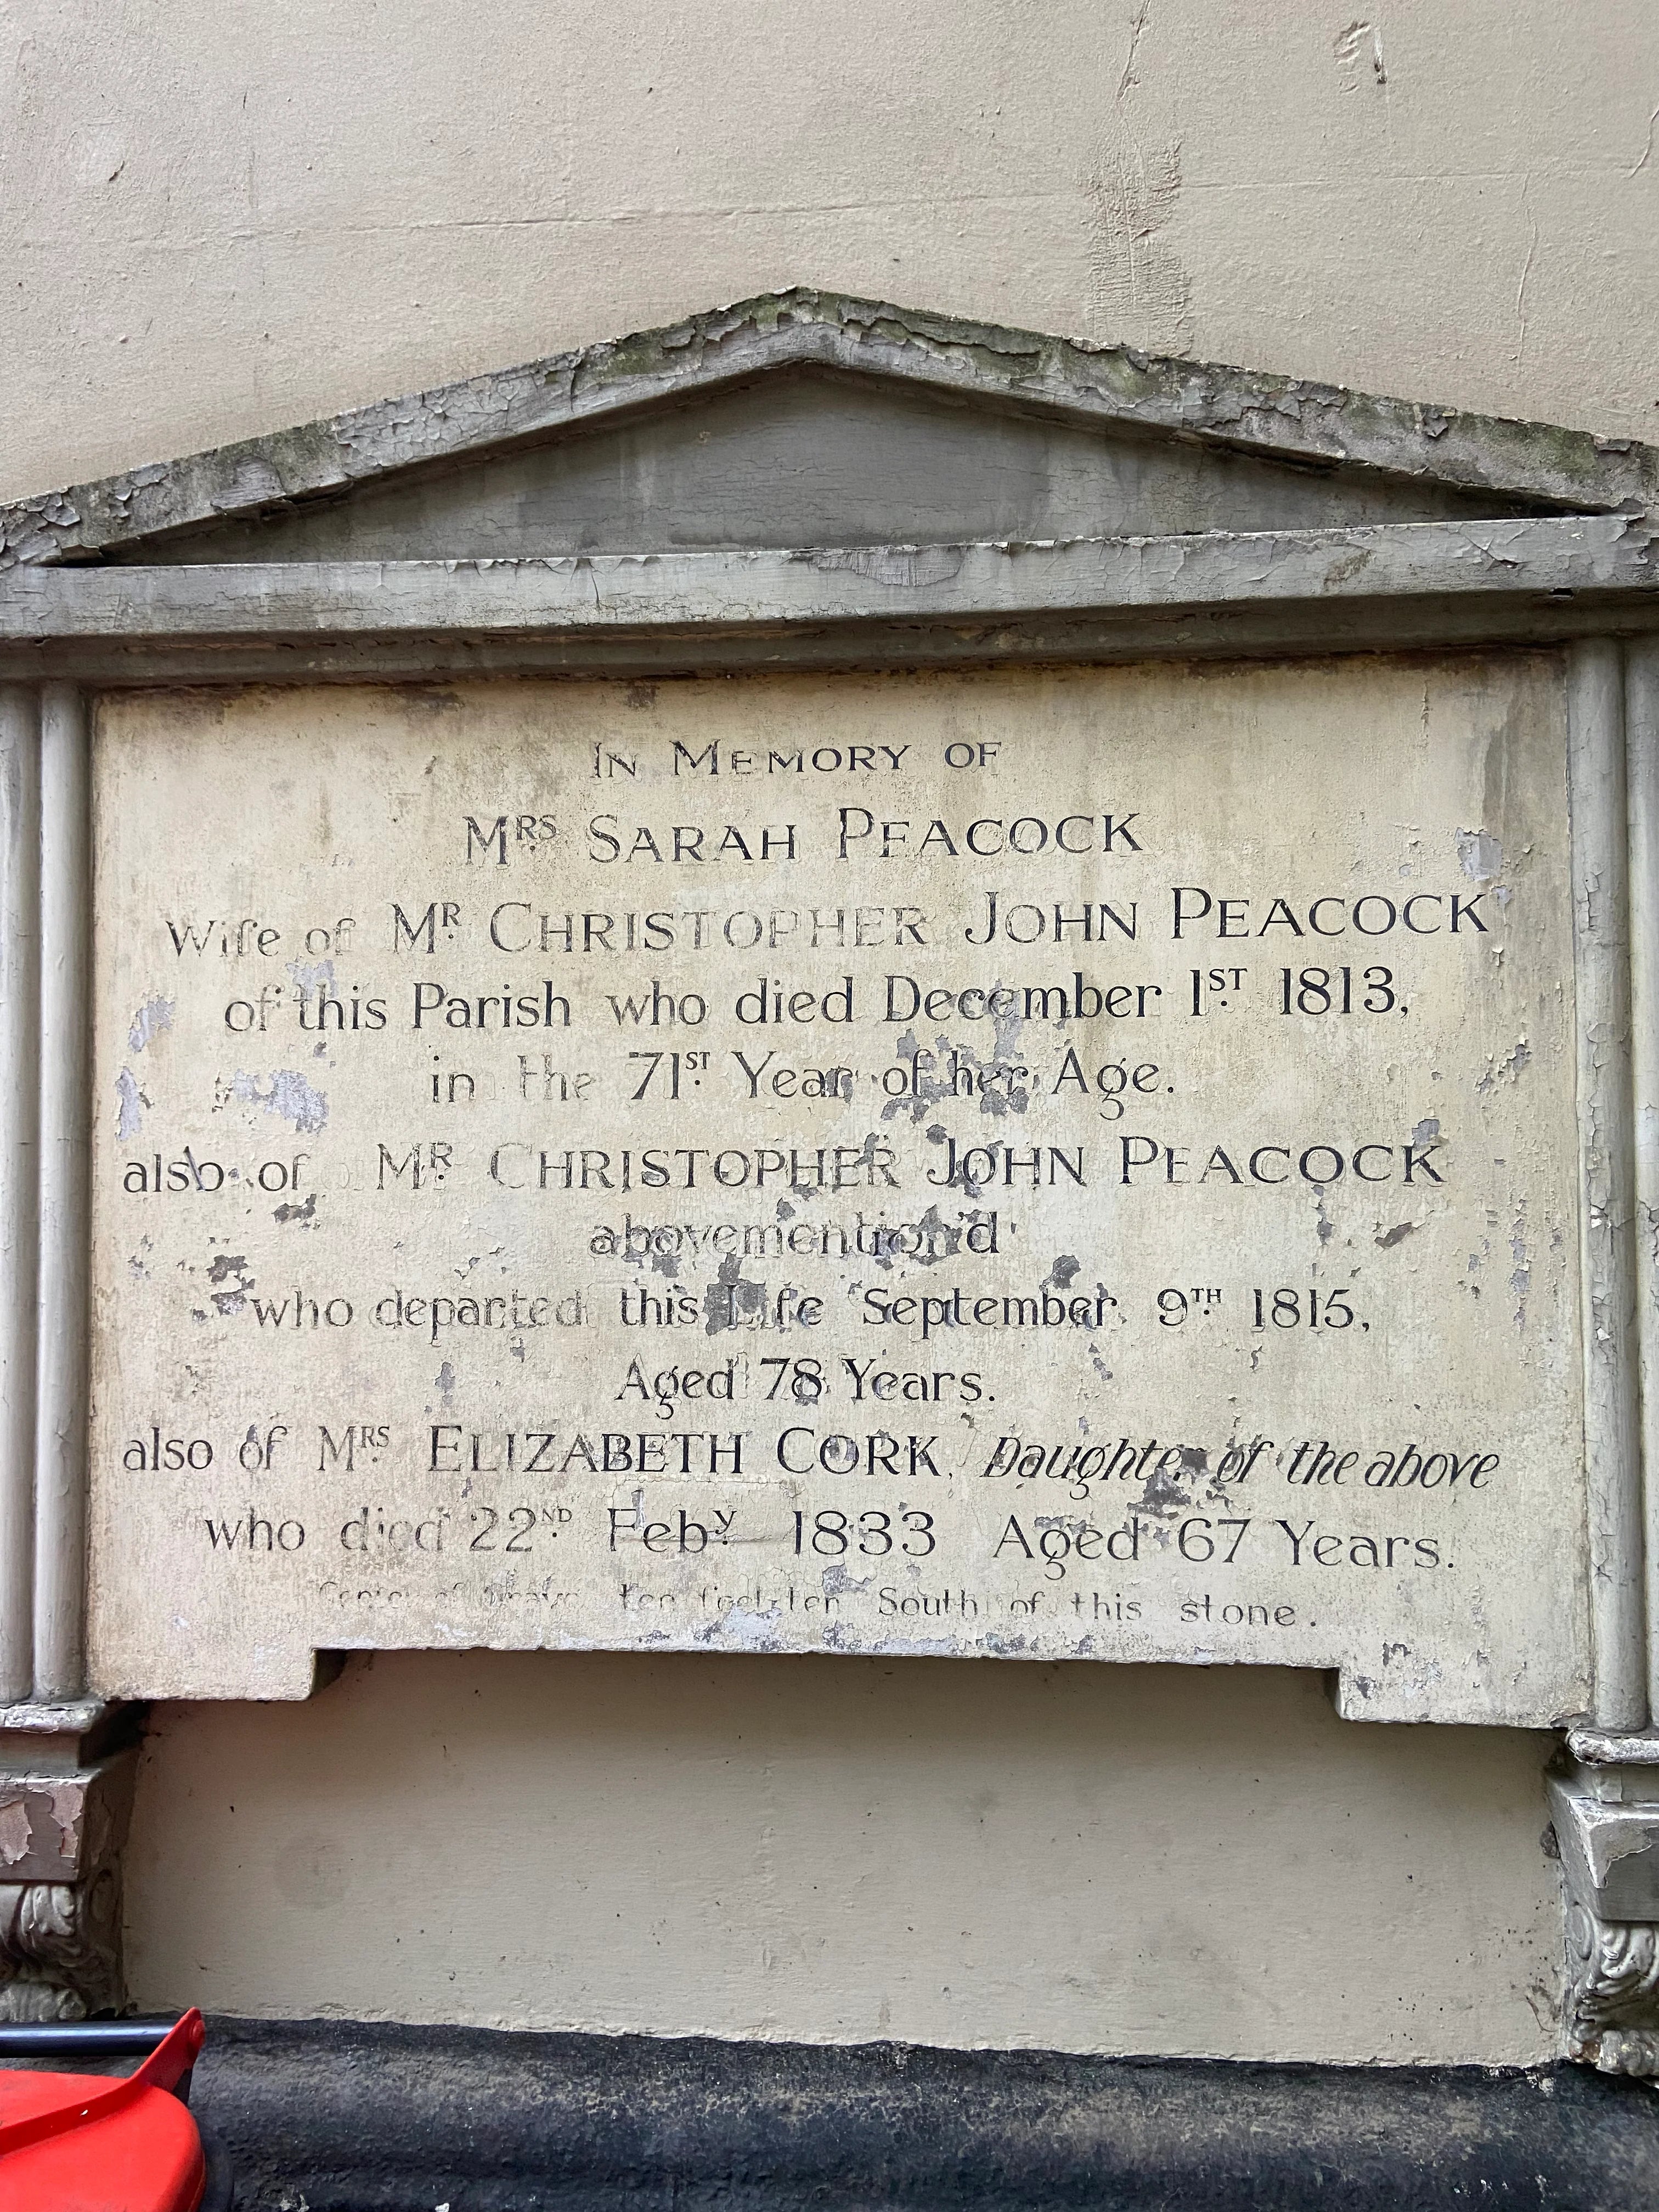 IN MEMORY OF
MRS SARAH PEACOCK
Wife of MR CHRISTOPHER JOHN PEACOCK
of this Parish who died December 1ST 1813,
in the 71ST Year of her Age.
also of MR CHRISTOPHER JOHN PEACOCK
abovemention'd
who departed this Life September 9TH 1815,
Aged 78 Years.
also of MRS ELIZABETH CORK, Daughter of the above
who died 22ND Feby 1833 Aged 67 Years.
of South of this stone.